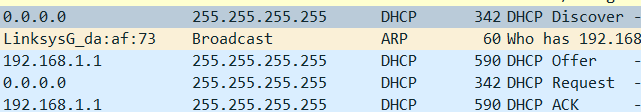 0.0.0.0 255.255.255.255 DHCP 342 DHCP Discover -
LinksysG_da:af:73 Broadcast ARP 60 Who has 192.168
192.168.1.1 255.255.255.255 DHCP 590 DHCP Offer -
0.0.0.0 255.255.255.255 DHCP 342 DHCP Request -
192.168.1.1 255.255.255.255 DHCP 590 DHCP ACK -